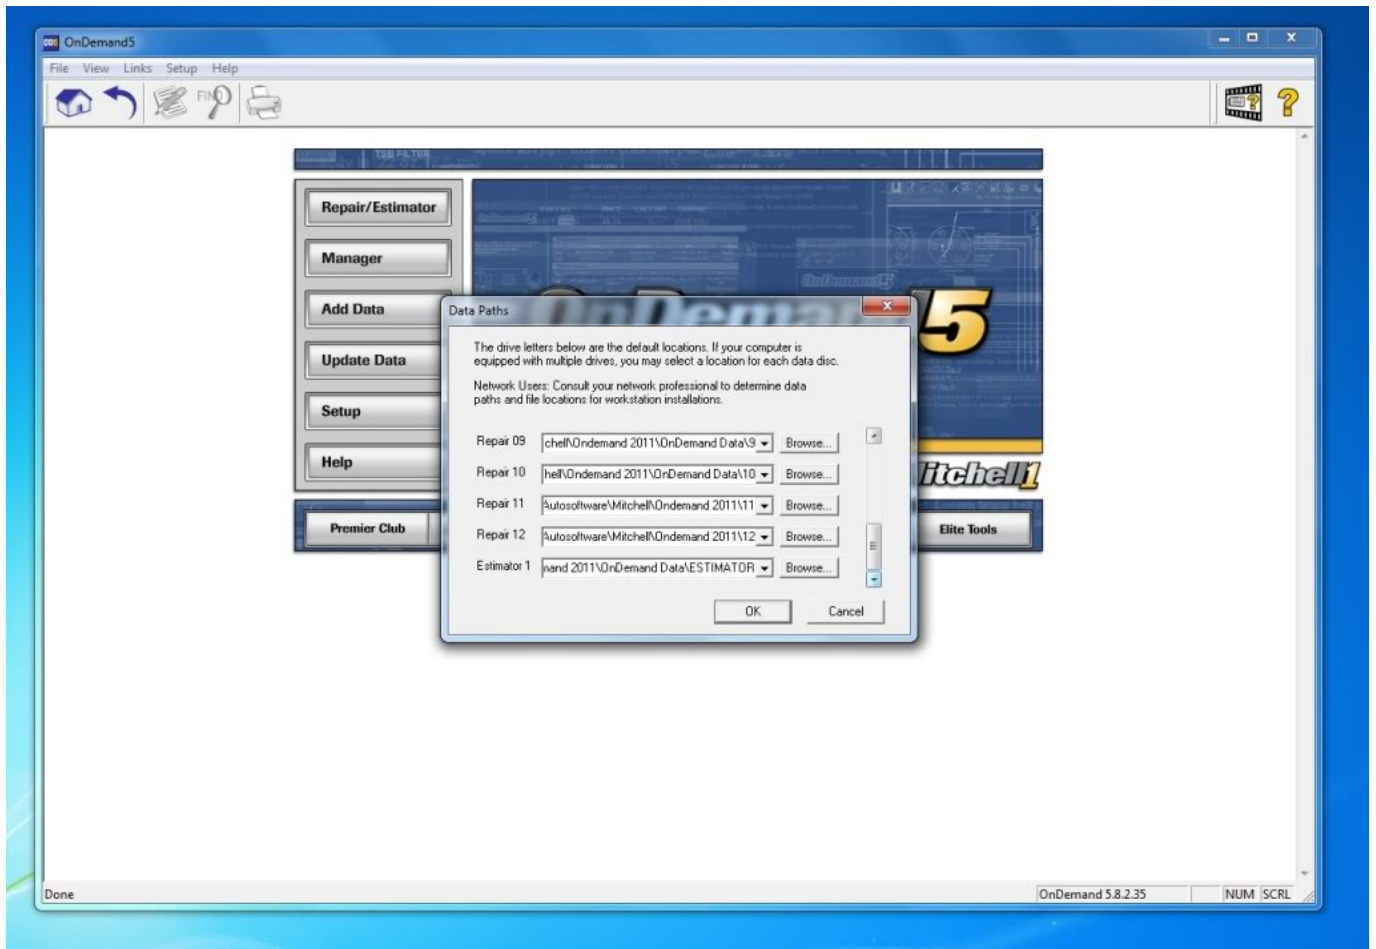 OnDemand5
File View Links Setup Help
FIND
TSB FILTER
Repair/Estimator
Manager
Add Data
Update Data
Setup
Help
OnDemand5
Data Paths
The drive letters below are the default locations. If your computer is
equipped with multiple drives, you may select a location for each data disc.
Network Users: Consult your network professional to determine data
paths and file locations for workstation installations.
Repair 09 chell\Ondemand 2011\OnDemand Data\9 Browse...
Repair 10 hell\Ondemand 2011\OnDemand Data\10 Browse...
Repair 11 Autosoftware\Mitchell\Ondemand 2011\11 Browse...
Repair 12 Autosoftware\Mitchell\Ondemand 2011\12 Browse...
Estimator 1 nand 2011\OnDemand Data\ESTIMATOR Browse...
OK Cancel
itchell1
Premier Club
Elite Tools
Done
OnDemand 5.8.2.35 NUM SCRL